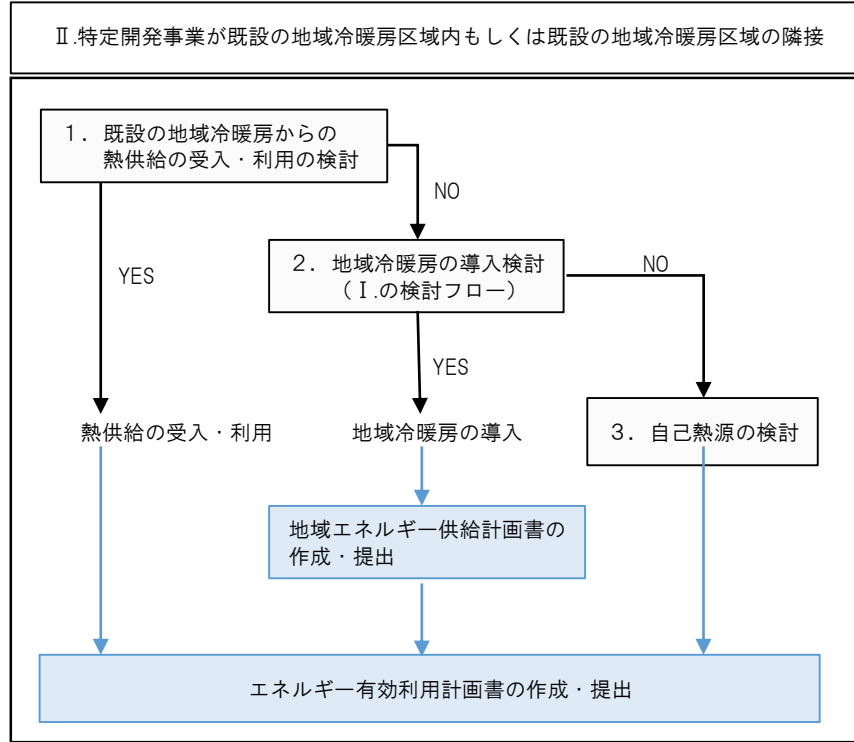 Ⅱ.特定開発事業が既設の地域冷暖房区域内もしくは既設の地域冷暖房区域の隣接
1．既設の地域冷暖房からの
熱供給の受入・利用の検討
NO
2．地域冷暖房の導入検討
（Ⅰ.の検討フロー）
NO
YES
YES
熱供給の受入・利用
地域冷暖房の導入
3．自己熱源の検討
地域エネルギー供給計画書の
作成・提出
エネルギー有効利用計画書の作成・提出